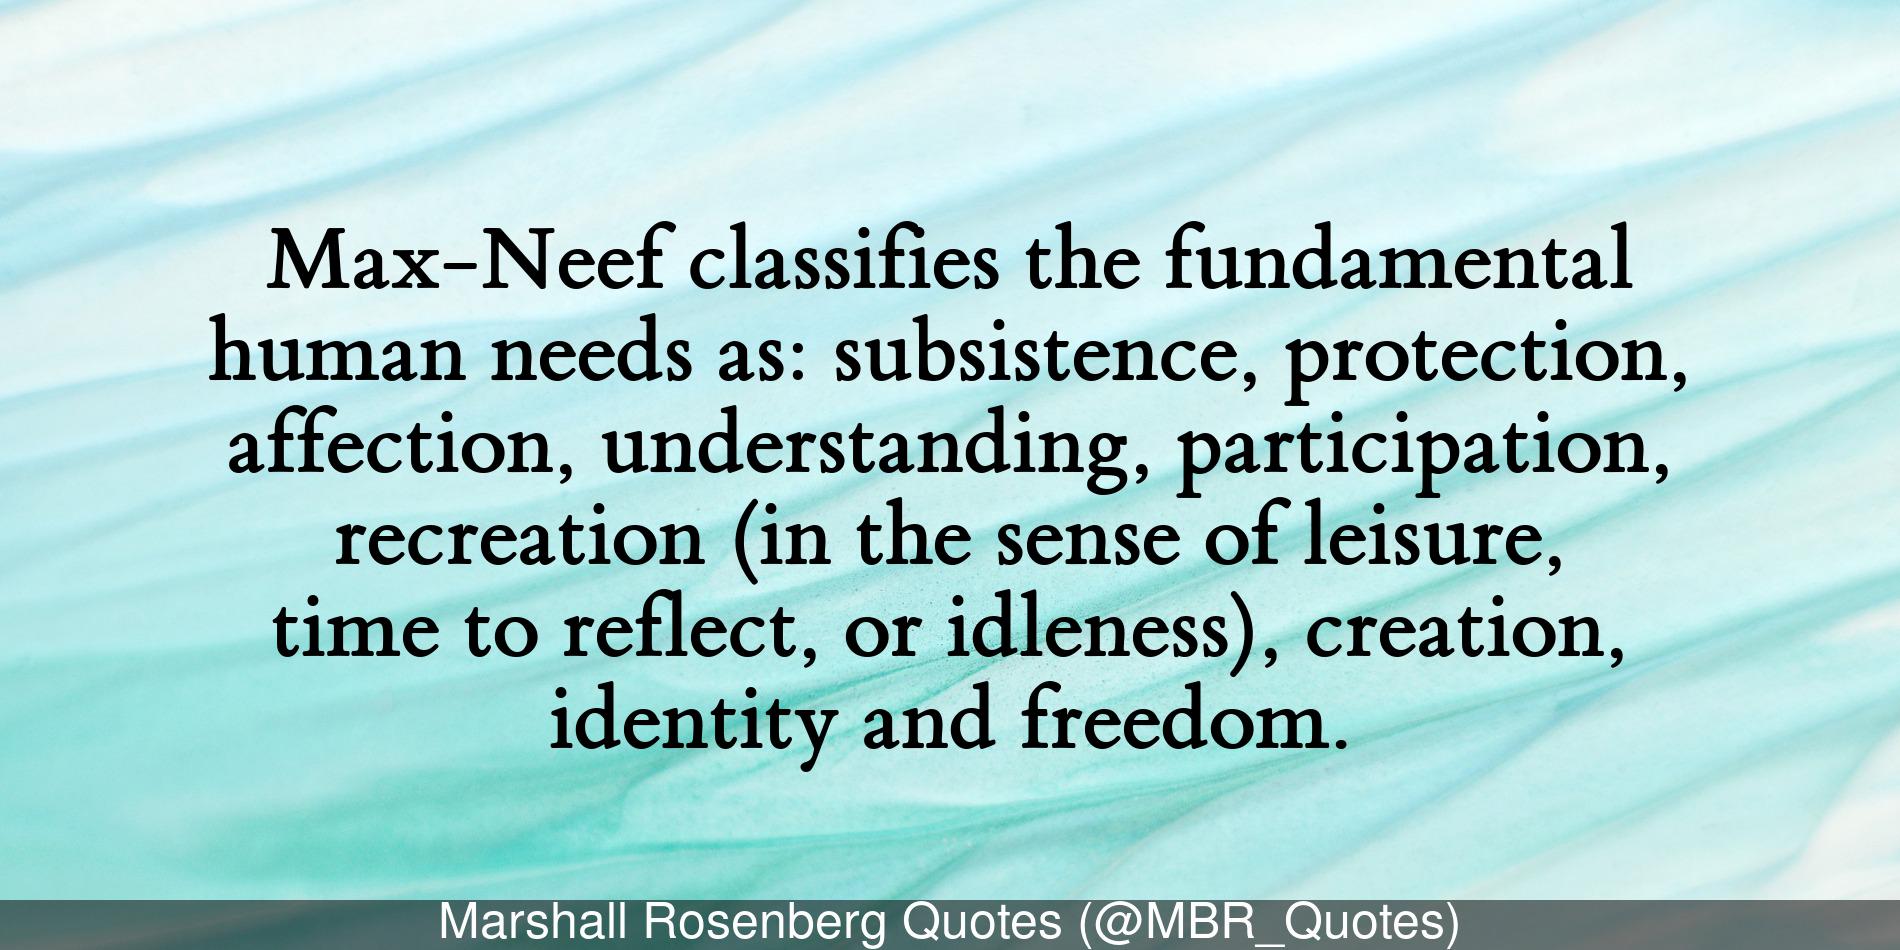 Max-Neef classifies the fundamental
human needs as: subsistence, protection,
affection, understanding, participation,
recreation (in the sense of leisure,
time to reflect, or idleness), creation,
identity and freedom.
Marshall Rosenberg Quotes (@MBR_Quotes)